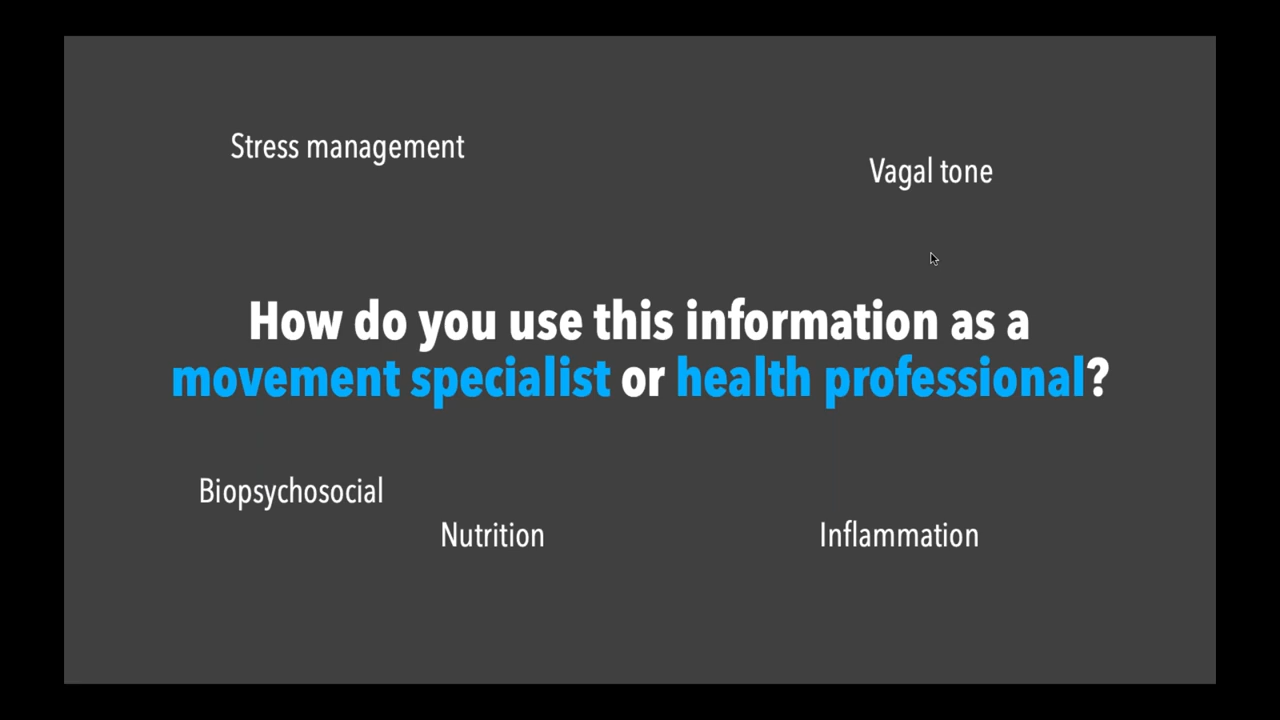 Stress management
Vagal tone
How do you use this information as a
movement specialist or health professional?
Biopsychosocial
Nutrition
Inflammation